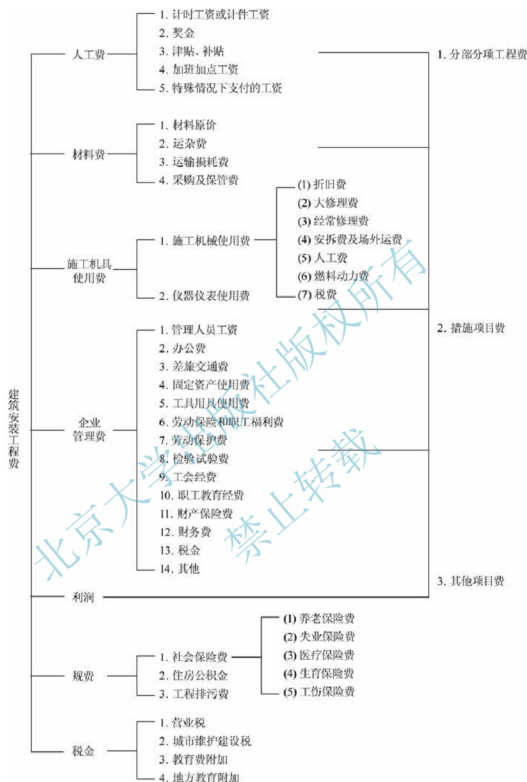 建筑安装工程费
人工费
1. 计时工资或计件工资
2. 奖金
3. 津贴、补贴
4. 加班加点工资
5. 特殊情况下支付的工资
材料费
1. 材料原价
2. 运杂费
3. 运输损耗费
4. 采购及保管费
施工机具
使用费
1. 施工机械使用费
(1) 折旧费
(2) 大修理费
(3) 经常修理费
(4) 安拆费及场外运费
(5) 人工费
(6) 燃料动力费
(7) 税费
2. 仪器仪表使用费
企业
管理费
1. 管理人员工资
2. 办公费
3. 差旅交通费
4. 固定资产使用费
5. 工具用具使用费
6. 劳动保险和职工福利费
7. 劳动保护费
8. 检验试验费
9. 工会经费
10. 职工教育经费
11. 财产保险费
12. 财务费
13. 税金
14. 其他
利润
规费
1. 社会保险费
(1) 养老保险费
(2) 失业保险费
(3) 医疗保险费
(4) 生育保险费
(5) 工伤保险费
2. 住房公积金
3. 工程排污费
税金
1. 营业税
2. 城市维护建设税
3. 教育费附加
4. 地方教育附加
1. 分部分项工程费
2. 措施项目费
3. 其他项目费
北京大学出版社版权所有
禁止转载